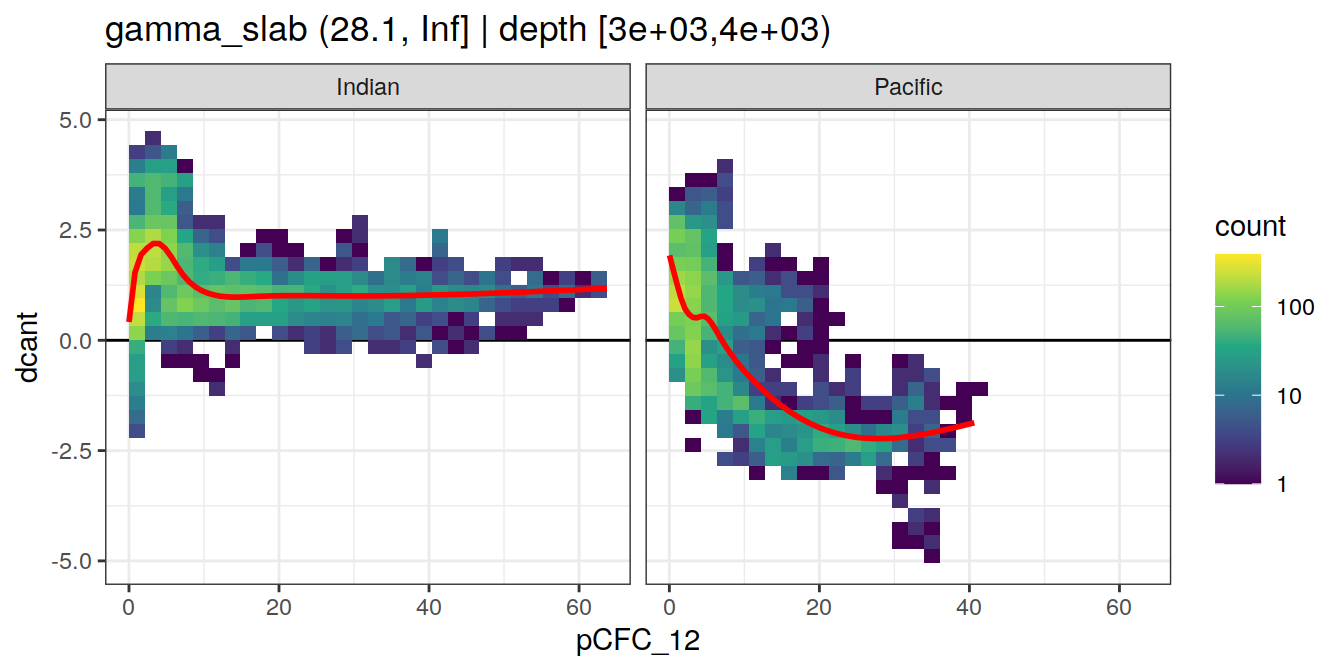 gamma_slab (28.1, Inf] | depth [3e+03,4e+03)
Indian
Pacific
5.0
2.5
0.0
-2.5
-5.0
dcant
0 20 40 60
0 20 40 60
pCFC_12
count
100
10
1